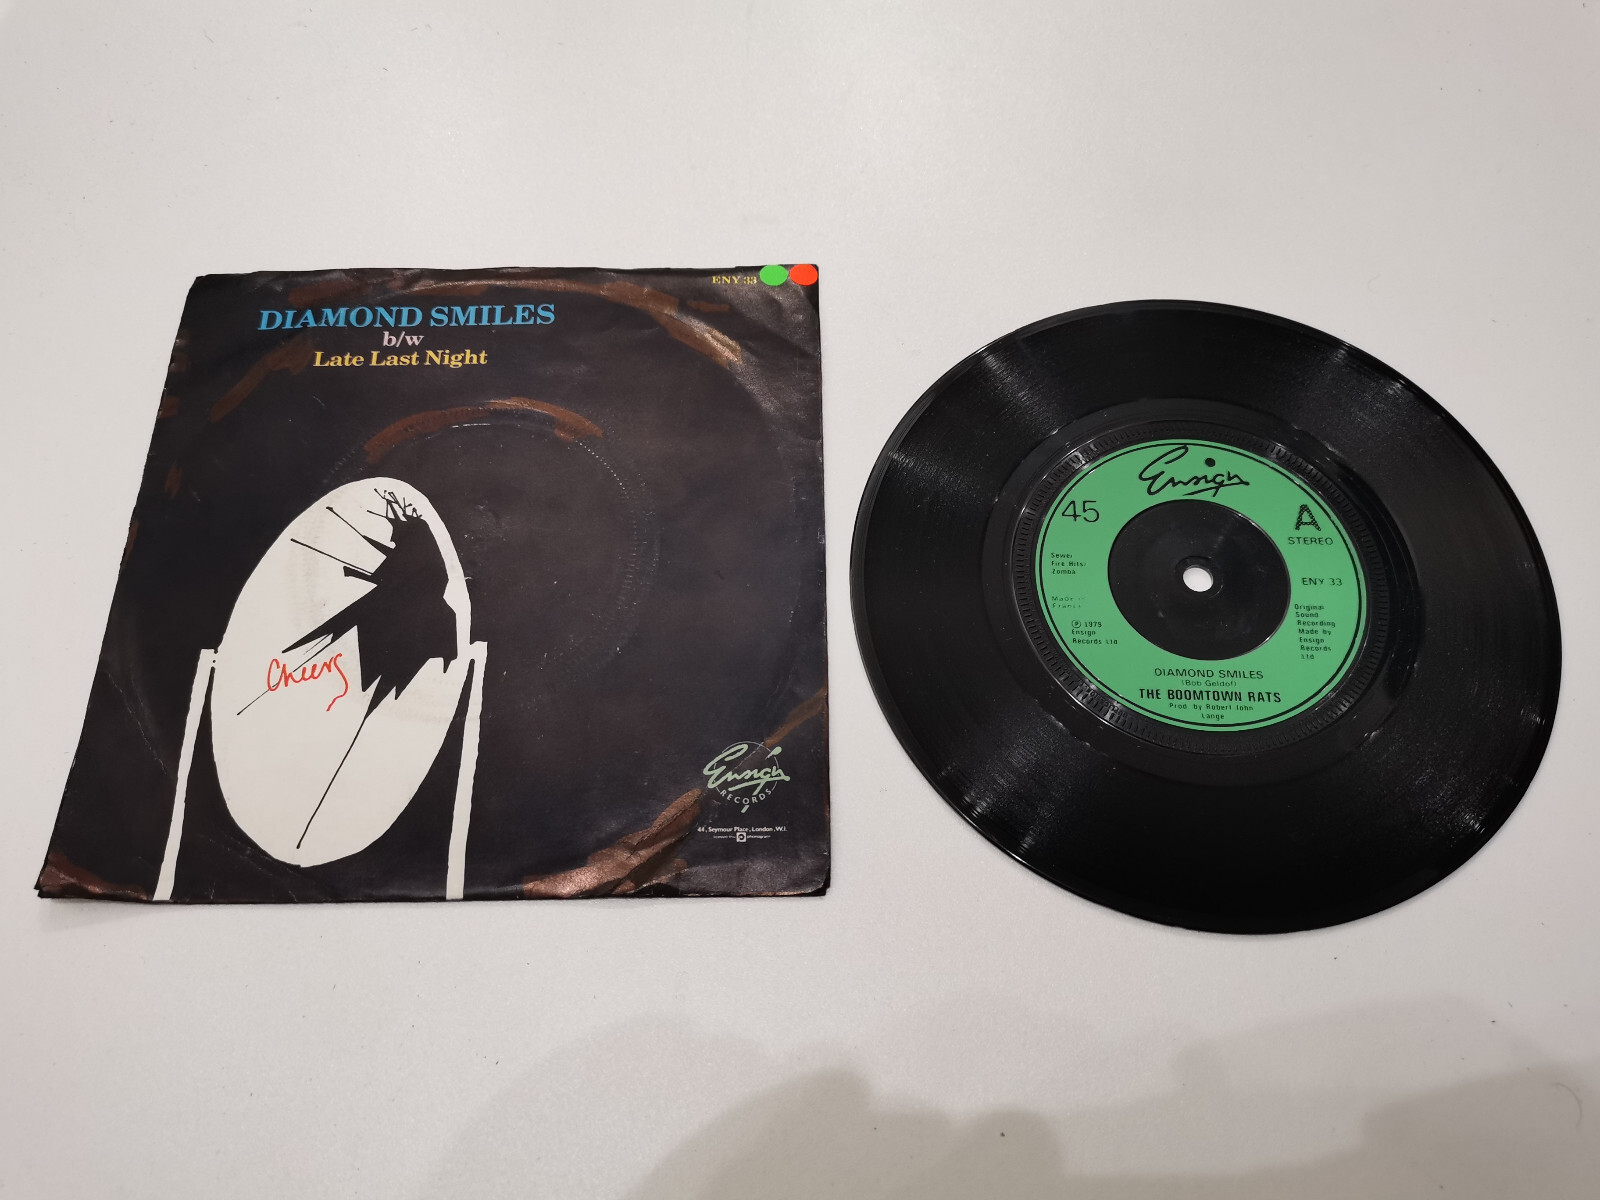 ENY 33
DIAMOND SMILES
b/w
Late Last Night
Cheers
Ensign
RECORDS
44, Seymour Place, London, W.1.
phonogram
Ensign
45
A
STEREO
Sewer
Fire Hits/
Zomba
ENY 33
Made in
France
℗ 1979
Ensign
Records Ltd.
Original
Sound
Recording
Made by
Ensign
Records
Ltd
DIAMOND SMILES
(Bob Geldof)
THE BOOMTOWN RATS
Prod. by Robert John
Lange